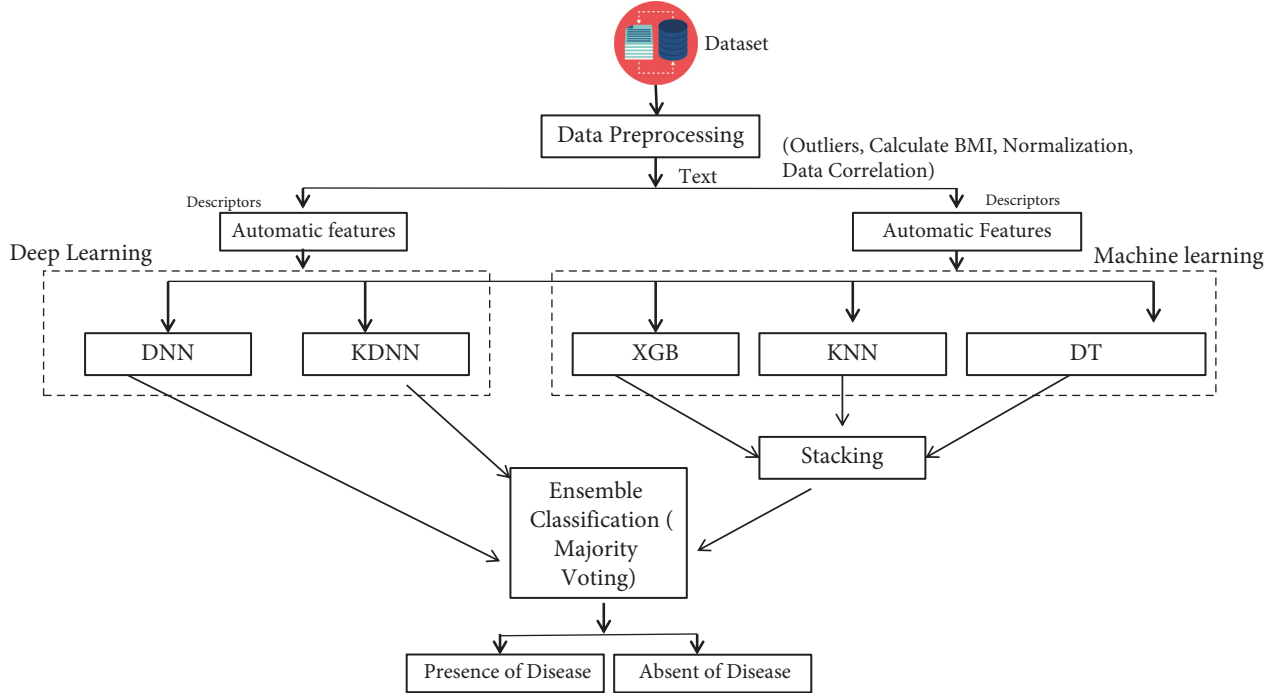 Dataset
Data Preprocessing
(Outliers, Calculate BMI, Normalization,
Data Correlation)
Text
Descriptors
Descriptors
Automatic features
Automatic Features
Deep Learning
Machine learning
DNN
KDNN
XGB
KNN
DT
Stacking
Ensemble
Classification (
Majority
Voting)
Presence of Disease
Absent of Disease